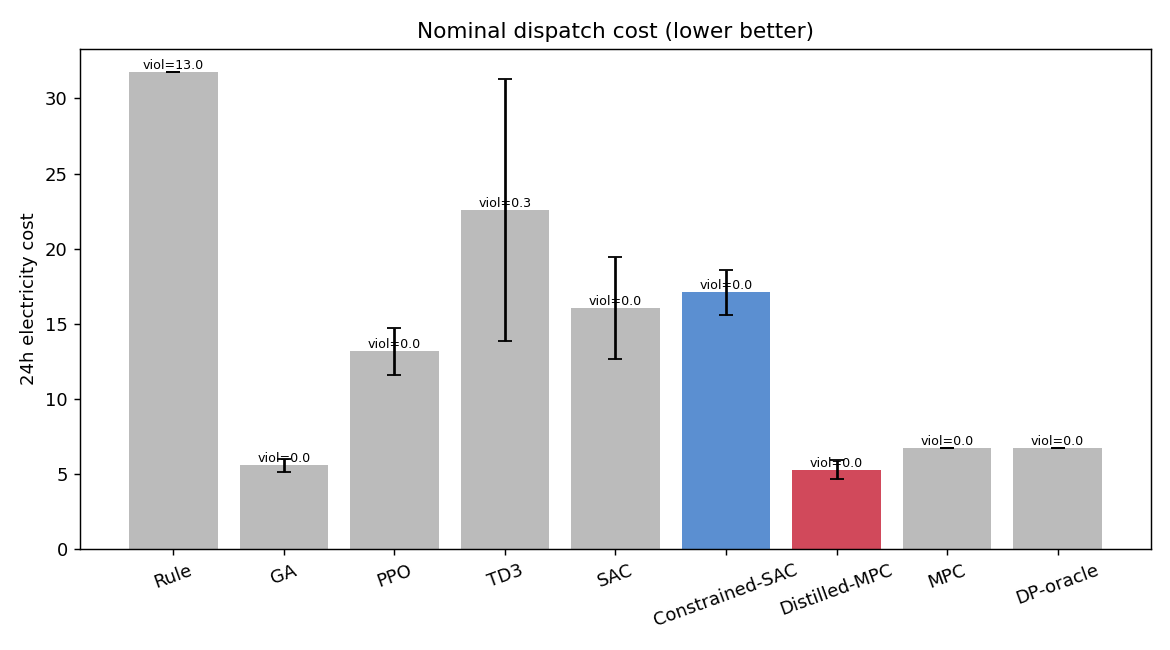 Nominal dispatch cost (lower better)
24h electricity cost
30
25
20
15
10
5
0
viol=13.0
viol=0.0
viol=0.0
viol=0.3
viol=0.0
viol=0.0
viol=0.0
viol=0.0
viol=0.0
Rule
GA
PPO
TD3
SAC
Constrained-SAC
Distilled-MPC
MPC
DP-oracle